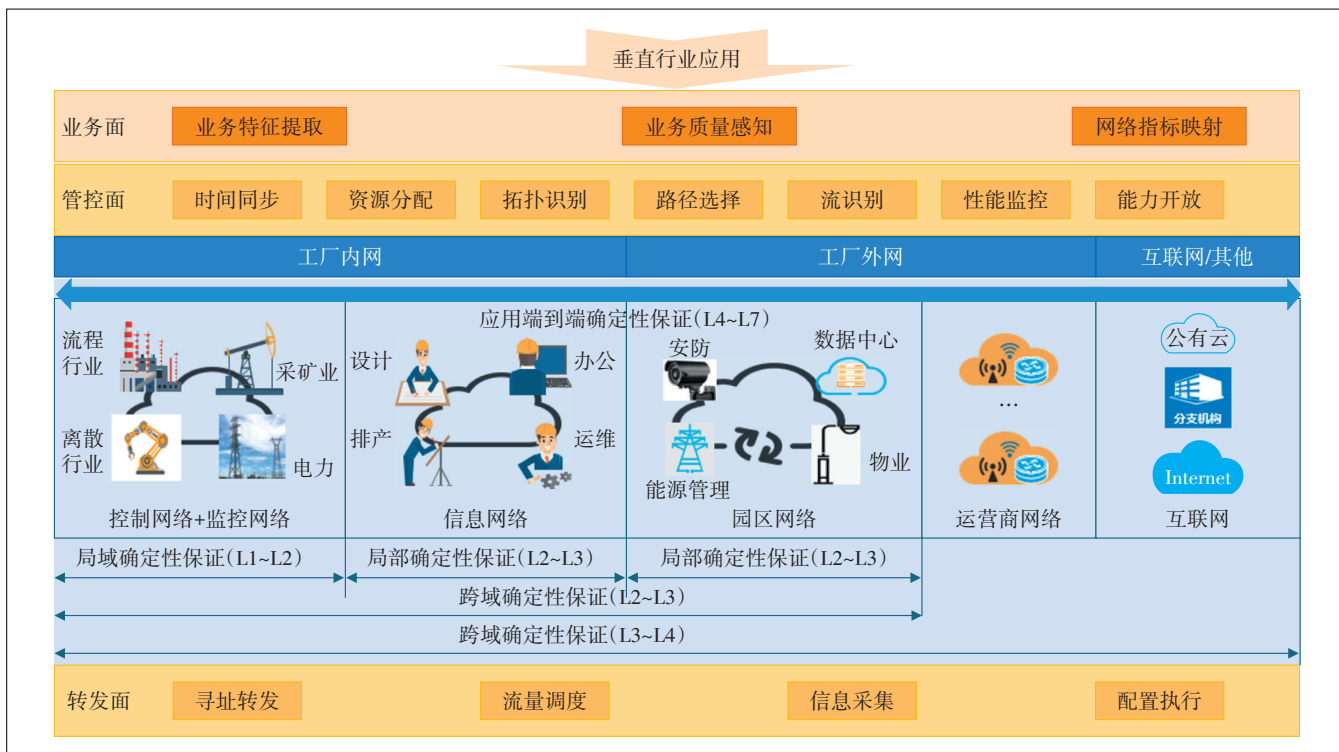 垂直行业应用
业务面
业务特征提取
业务质量感知
网络指标映射
管控面
时间同步
资源分配
拓扑识别
路径选择
流识别
性能监控
能力开放
工厂内网
工厂外网
互联网/其他
应用端到端确定性保证(L4~L7)
流程
行业
采矿业
离散
行业
电力
控制网络+监控网络
设计
办公
排产
运维
信息网络
安防
数据中心
能源管理
物业
园区网络
…
运营商网络
公有云
分支机构
Internet
互联网
局域确定性保证(L1~L2)
局部确定性保证(L2~L3)
局部确定性保证(L2~L3)
跨域确定性保证(L2~L3)
跨域确定性保证(L3~L4)
转发面
寻址转发
流量调度
信息采集
配置执行